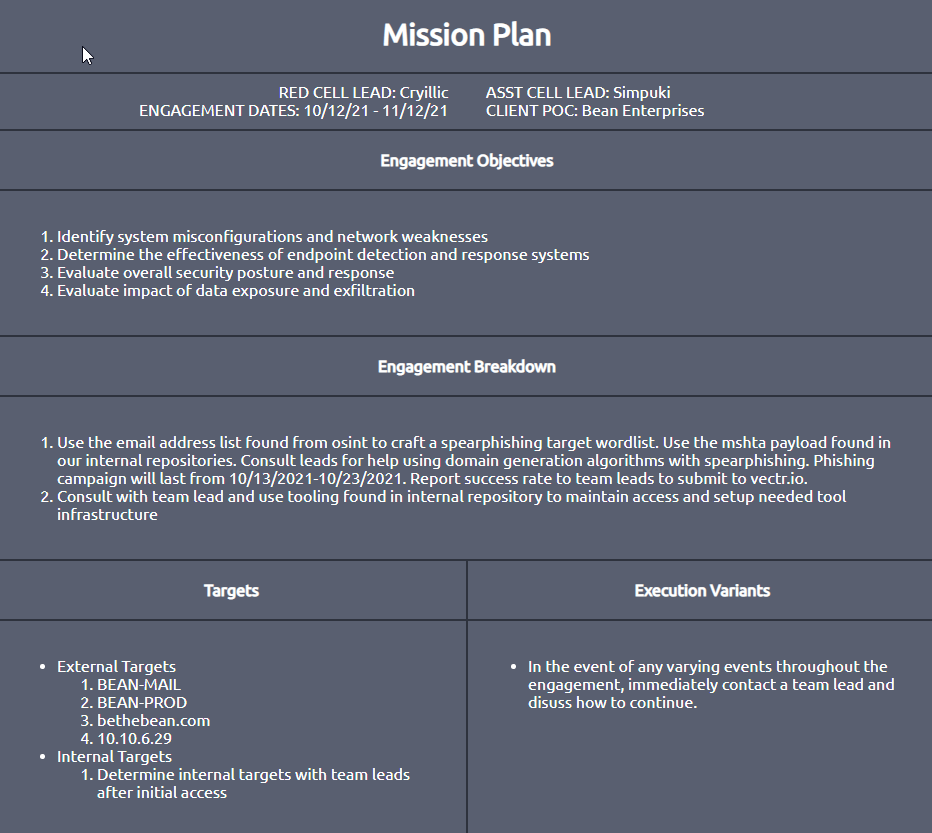 Mission Plan
RED CELL LEAD: Cryillic
ENGAGEMENT DATES: 10/12/21 - 11/12/21
ASST CELL LEAD: Simpuki
CLIENT POC: Bean Enterprises
Engagement Objectives
1. Identify system misconfigurations and network weaknesses
2. Determine the effectiveness of endpoint detection and response systems
3. Evaluate overall security posture and response
4. Evaluate impact of data exposure and exfiltration
Engagement Breakdown
1. Use the email address list found from osint to craft a spearphishing target wordlist. Use the mshta payload found in
our internal repositories. Consult leads for help using domain generation algorithms with spearphishing. Phishing
campaign will last from 10/13/2021-10/23/2021. Report success rate to team leads to submit to vectr.io.
2. Consult with team lead and use tooling found in internal repository to maintain access and setup needed tool
infrastructure
Targets
• External Targets
1. BEAN-MAIL
2. BEAN-PROD
3. bethebean.com
4. 10.10.6.29
• Internal Targets
1. Determine internal targets with team leads
after initial access
Execution Variants
• In the event of any varying events throughout the
engagement, immediately contact a team lead and
disuss how to continue.